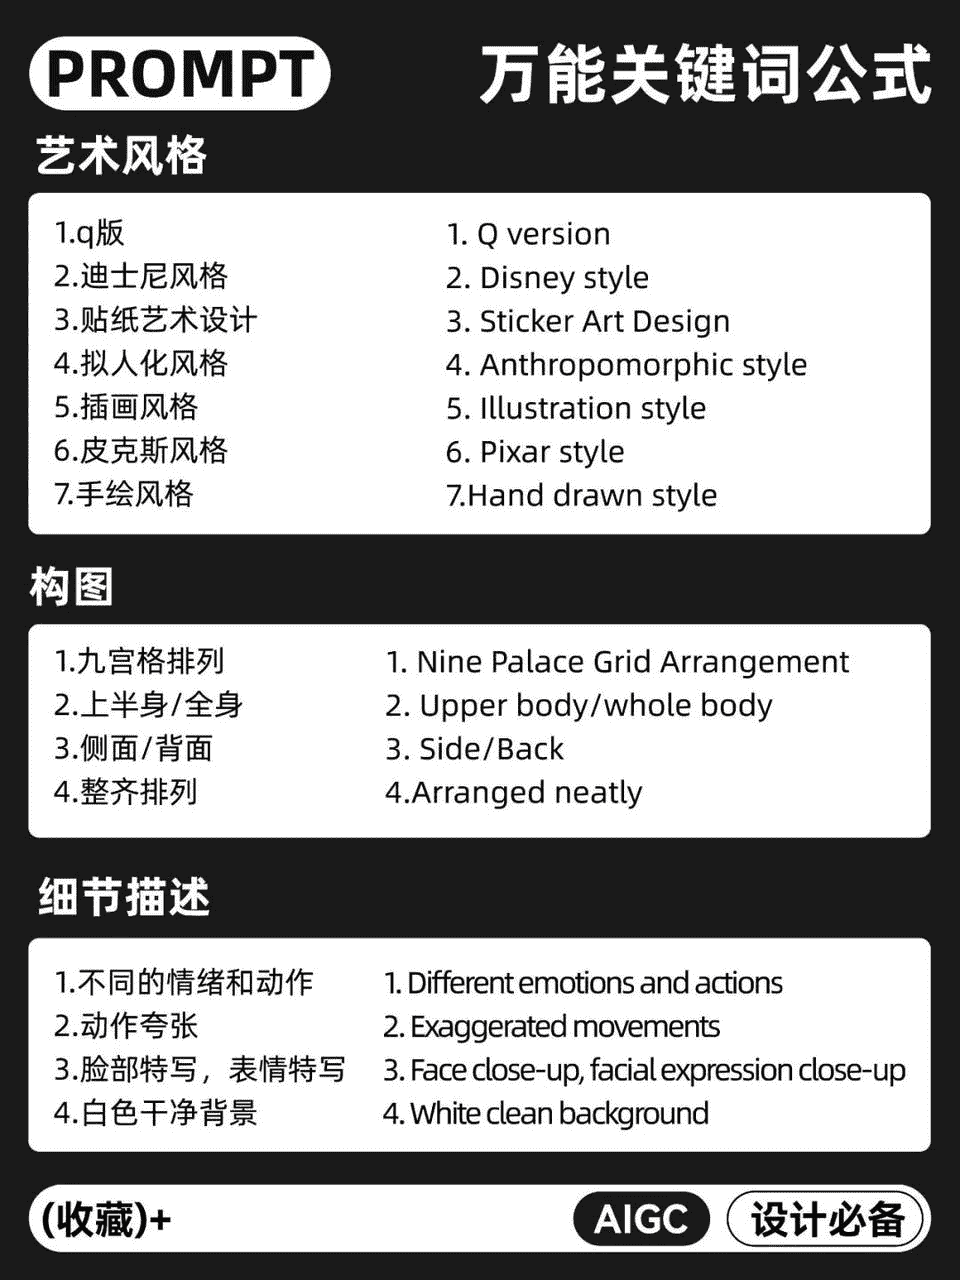 PROMPT 万能关键词公式
艺术风格
1.q版 1. Q version
2.迪士尼风格 2. Disney style
3.贴纸艺术设计 3. Sticker Art Design
4.拟人化风格 4. Anthropomorphic style
5.插画风格 5. Illustration style
6.皮克斯风格 6. Pixar style
7.手绘风格 7.Hand drawn style
构图
1.九宫格排列 1. Nine Palace Grid Arrangement
2.上半身/全身 2. Upper body/whole body
3.侧面/背面 3. Side/Back
4.整齐排列 4.Arranged neatly
细节描述
1.不同的情绪和动作 1. Different emotions and actions
2.动作夸张 2. Exaggerated movements
3.脸部特写，表情特写 3. Face close-up, facial expression close-up
4.白色干净背景 4. White clean background
(收藏)+ AIGC 设计必备